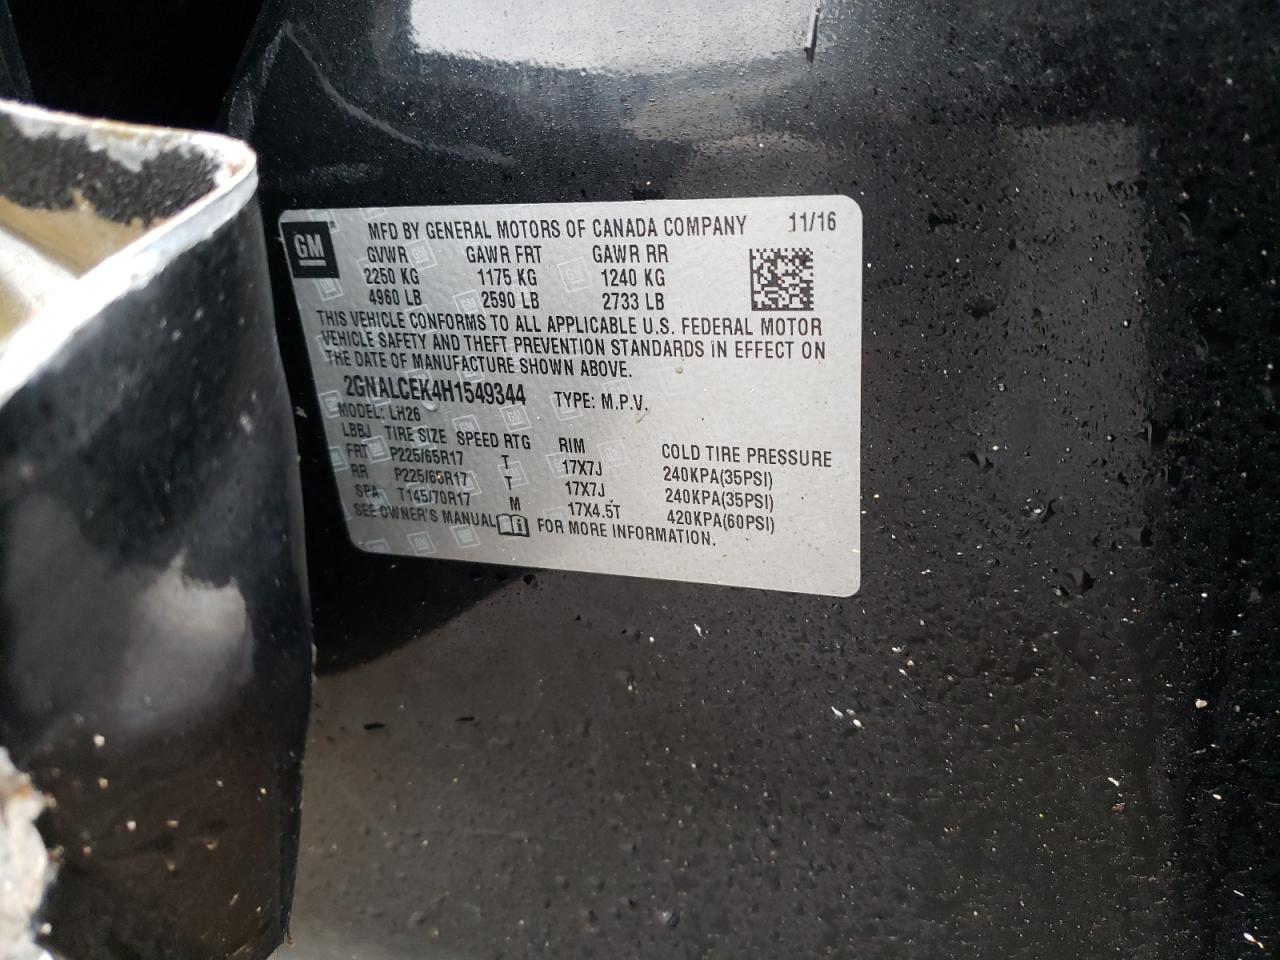 GM MFD BY GENERAL MOTORS OF CANADA COMPANY 11/16
GVWR GAWR FRT GAWR RR
2250 KG 1175 KG 1240 KG
4960 LB 2590 LB 2733 LB
THIS VEHICLE CONFORMS TO ALL APPLICABLE U.S. FEDERAL MOTOR
VEHICLE SAFETY AND THEFT PREVENTION STANDARDS IN EFFECT ON
THE DATE OF MANUFACTURE SHOWN ABOVE.
2GNALCEK4H1549344 TYPE: M.P.V.
MODEL: LH26
LBBJ TIRE SIZE SPEED RTG RIM COLD TIRE PRESSURE
FRT P225/65R17 T 17X7J 240KPA(35PSI)
RR P225/65R17 T 17X7J 240KPA(35PSI)
SPA T145/70R17 M 17X4.5T 420KPA(60PSI)
SEE OWNER'S MANUAL FOR MORE INFORMATION.